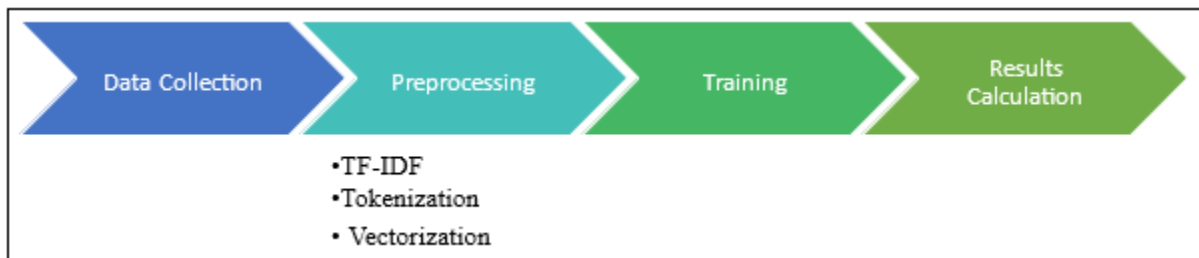 Data Collection
Preprocessing
Training
Results
Calculation
•TF-IDF
•Tokenization
• Vectorization